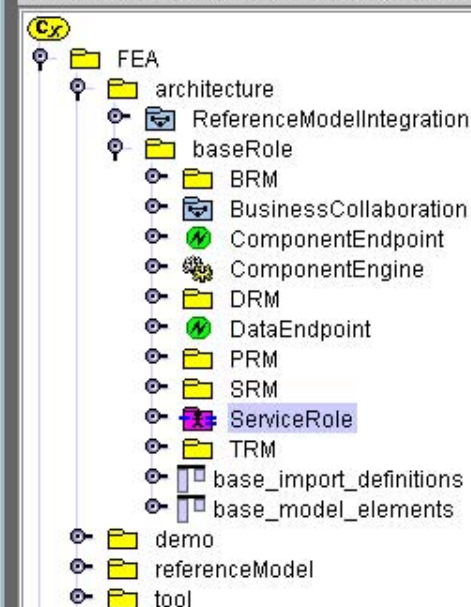 Cx
FEA
architecture
ReferenceModelIntegration
baseRole
BRM
BusinessCollaboration
ComponentEndpoint
ComponentEngine
DRM
DataEndpoint
PRM
SRM
ServiceRole
TRM
base_import_definitions
base_model_elements
demo
referenceModel
tool